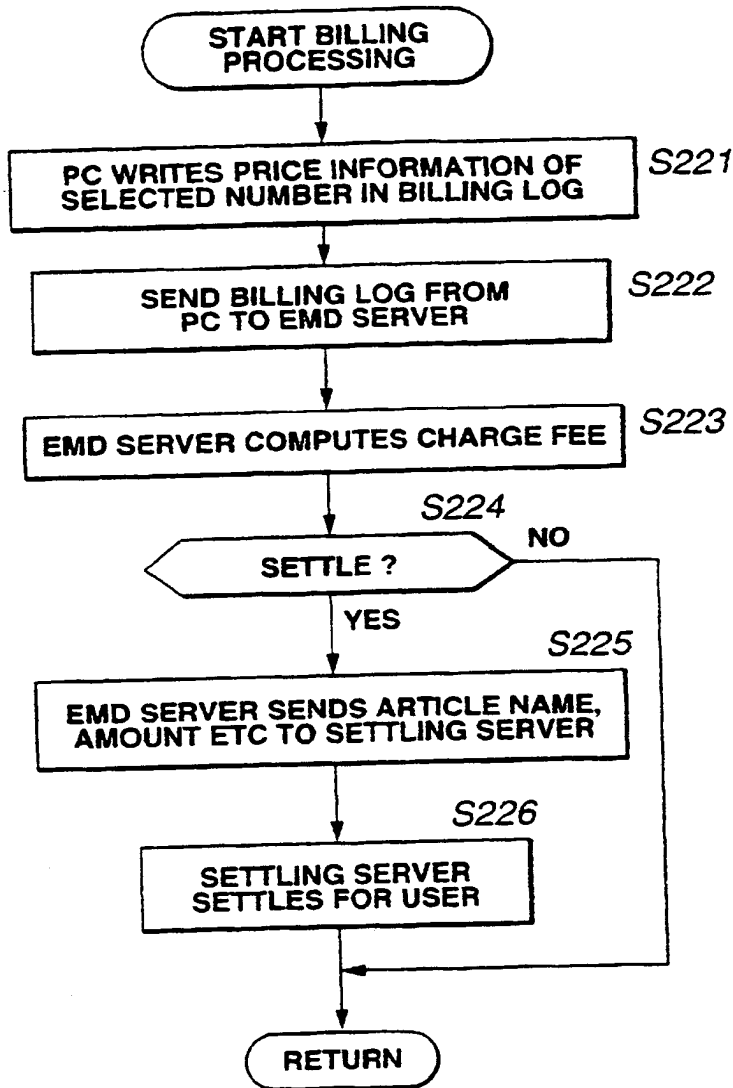 START BILLING
PROCESSING
PC WRITES PRICE INFORMATION OF
SELECTED NUMBER IN BILLING LOG
S221
SEND BILLING LOG FROM
PC TO EMD SERVER
S222
EMD SERVER COMPUTES CHARGE FEE
S223
S224
SETTLE ?
NO
YES
S225
EMD SERVER SENDS ARTICLE NAME,
AMOUNT ETC TO SETTLING SERVER
S226
SETTLING SERVER
SETTLES FOR USER
RETURN